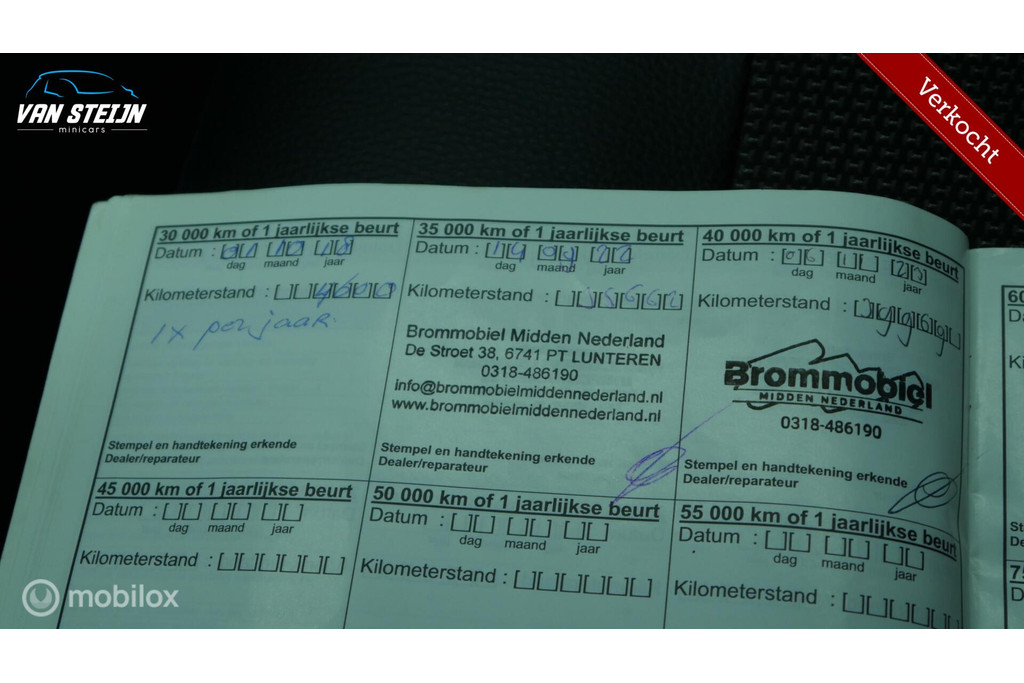 VAN STEIJN
minicars
Verkocht
30 000 km of 1 jaarlijkse beurt
Datum :
dag maand jaar
Kilometerstand :
1x per jaar
Stempel en handtekening erkende
Dealer/reparateur
35 000 km of 1 jaarlijkse beurt
Datum : 14 09 22
dag maand jaar
Kilometerstand :
Brommobiel Midden Nederland
De Stroet 38, 6741 PT LUNTEREN
0318-486190
info@brommobielmiddennederland.nl
www.brommobielmiddennederland.nl
Stempel en handtekening erkende
Dealer/reparateur
40 000 km of 1 jaarlijkse beurt
Datum :
dag maand jaar
Kilometerstand :
Brommobiel
MIDDEN NEDERLAND
0318-486190
Stempel en handtekening erkende
Dealer/reparateur
45 000 km of 1 jaarlijkse beurt
Datum :
dag maand jaar
Kilometerstand :
50 000 km of 1 jaarlijkse beurt
Datum :
dag maand jaar
Kilometerstand :
55 000 km of 1 jaarlijkse beurt
Datum :
dag maand jaar
Kilometerstand :
mobilox